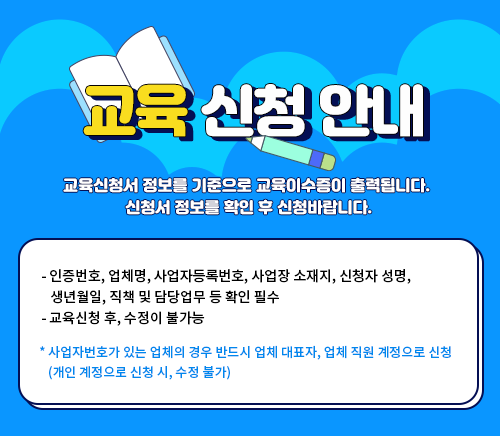 교육 신청 안내
교육신청서 정보를 기준으로 교육이수증이 출력됩니다.
신청서 정보를 확인 후 신청바랍니다.
- 인증번호, 업체명, 사업자등록번호, 사업장 소재지, 신청자 성명,
생년월일, 직책 및 담당업무 등 확인 필수
- 교육신청 후, 수정이 불가능
* 사업자번호가 있는 업체의 경우 반드시 업체 대표자, 업체 직원 계정으로 신청
(개인 계정으로 신청 시, 수정 불가)